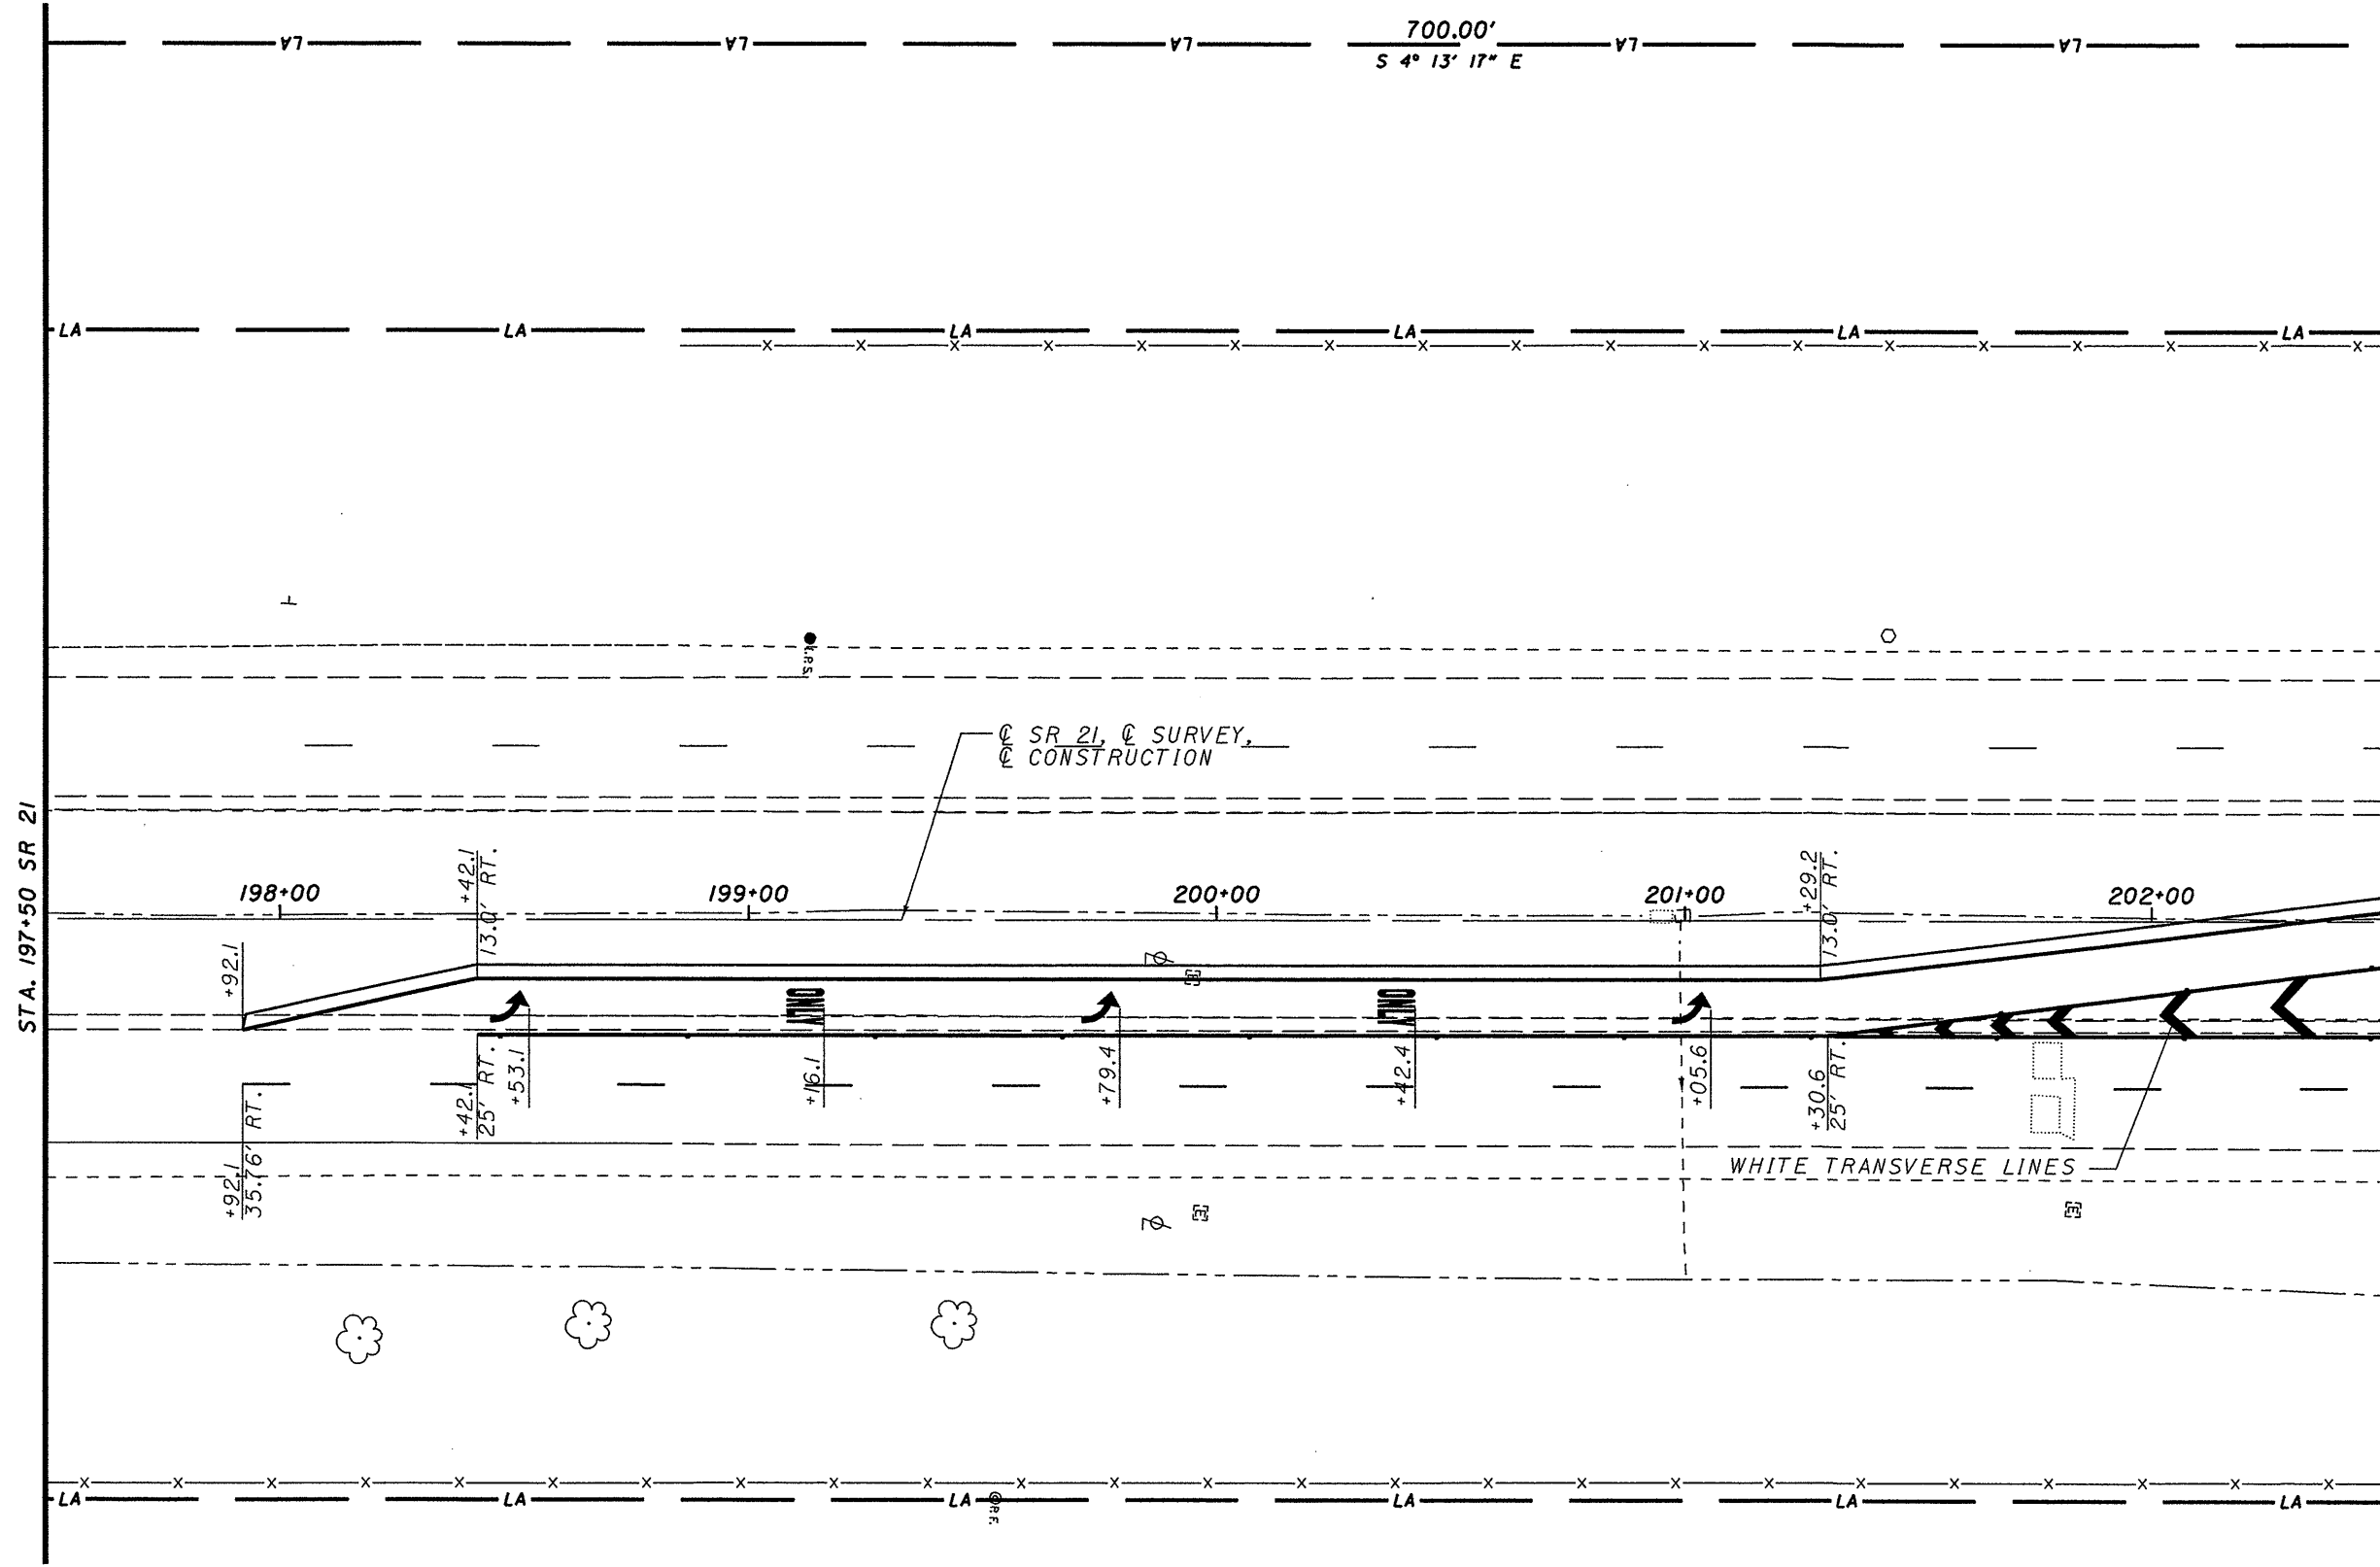 LA LA LA LA LA
700.00'
S 4° 13' 17" E
LA LA LA LA LA LA
STA. 197+50 SR 21
℄ SR 21, ℄ SURVEY,
℄ CONSTRUCTION
198+00 199+00 200+00 201+00 202+00
+92.1
+42.1
13.0' RT.
+29.2
13.0' RT.
ONLY
ONLY
+92.1
35.76' RT.
+42.1
25' RT.
+53.1
+16.1
+79.4
+42.4
+05.6
+30.6
25' RT.
WHITE TRANSVERSE LINES
[E]
[E]
[E]
LA LA LA LA LA LA
R.F.